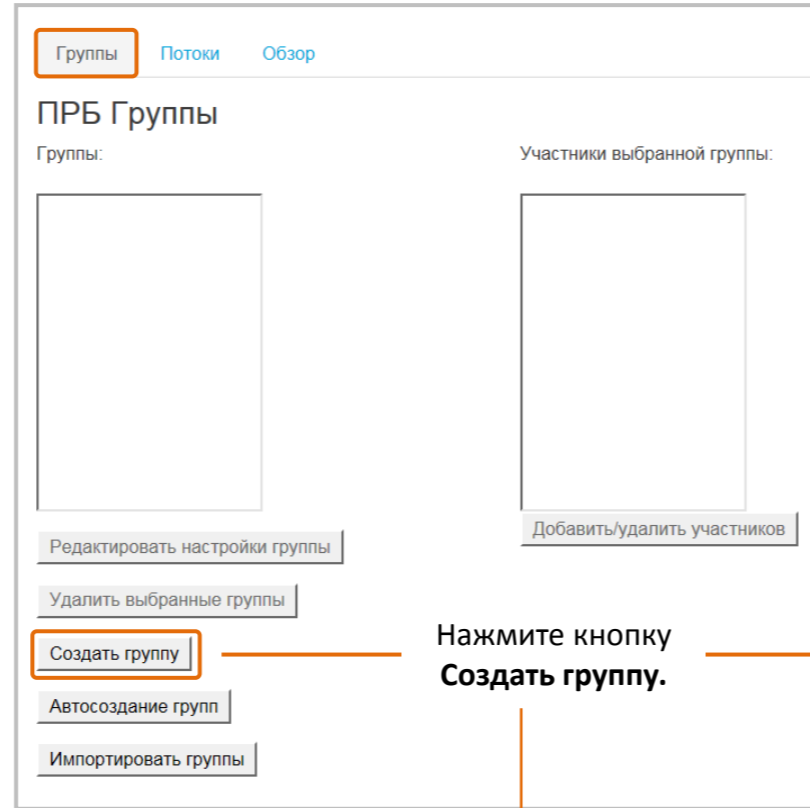 Группы Потоки Обзор
ПРБ Группы
Группы:
Участники выбранной группы:
Добавить/удалить участников
Редактировать настройки группы
Удалить выбранные группы
Создать группу
Нажмите кнопку
Создать группу.
Автосоздание групп
Импортировать группы